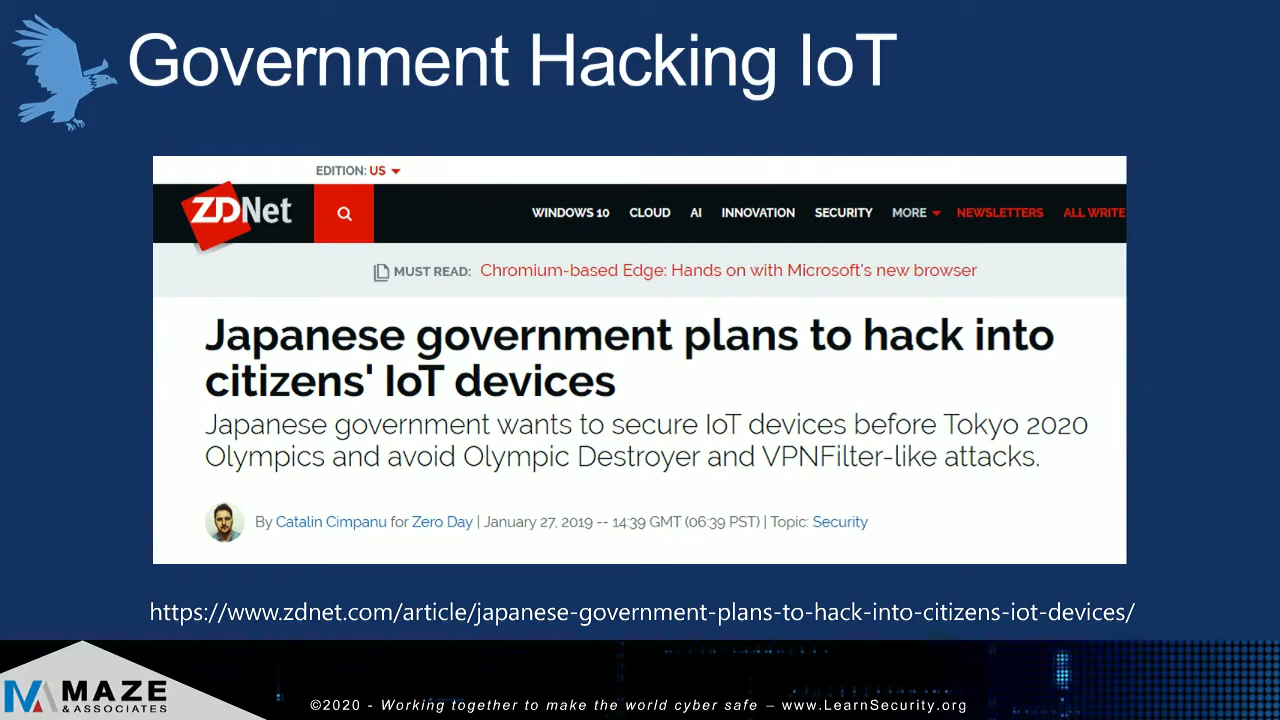 Government Hacking IoT
EDITION: US
ZDNet
WINDOWS 10 CLOUD AI INNOVATION SECURITY MORE NEWSLETTERS ALL WRITE
MUST READ: Chromium-based Edge: Hands on with Microsoft's new browser
Japanese government plans to hack into
citizens' IoT devices
Japanese government wants to secure IoT devices before Tokyo 2020
Olympics and avoid Olympic Destroyer and VPNFilter-like attacks.
By Catalin Cimpanu for Zero Day | January 27, 2019 -- 14:39 GMT (06:39 PST) | Topic: Security
https://www.zdnet.com/article/japanese-government-plans-to-hack-into-citizens-iot-devices/
MAZE
& ASSOCIATES
©2020 - Working together to make the world cyber safe – www.LearnSecurity.org